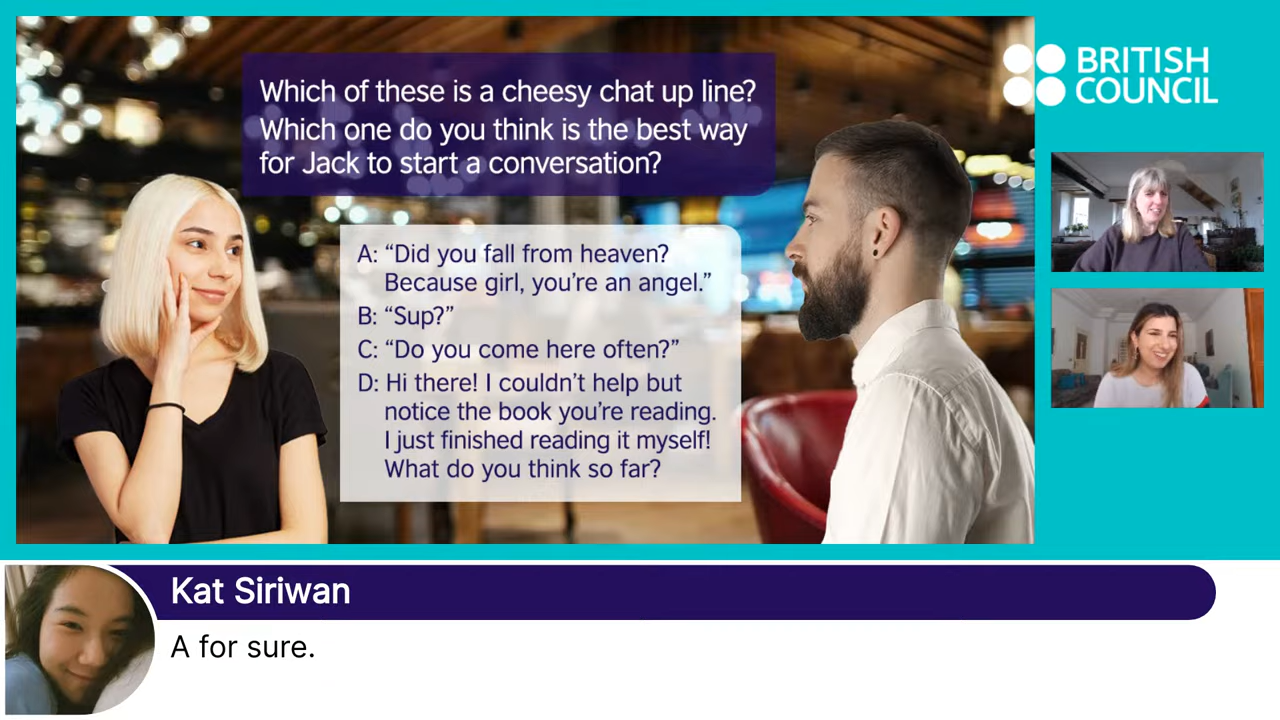 Which of these is a cheesy chat up line?
Which one do you think is the best way
for Jack to start a conversation?
A: “Did you fall from heaven?
Because girl, you’re an angel.”
B: “Sup?”
C: “Do you come here often?”
D: Hi there! I couldn’t help but
notice the book you’re reading.
I just finished reading it myself!
What do you think so far?
BRITISH
COUNCIL
Kat Siriwan
A for sure.